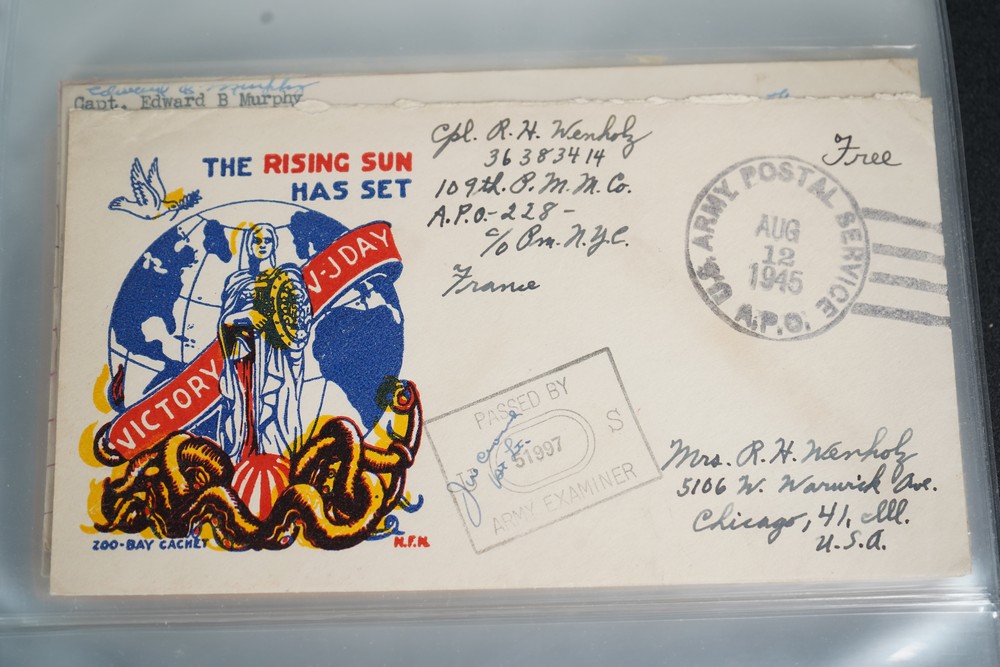 Edward B. Murphy
Capt. Edward B Murphy
THE RISING SUN
HAS SET
V-J DAY
VICTORY
ZOO-BAY CACHET
Cpl. R. H. Wenholz
36383414
109th. P.M.M. Co.
A.P.O.-228-
c/o Pm. N.Y.C.
France
Free
U.S. ARMY. POSTAL SERVICE
AUG
12
1945
A.P.O.
PASSED BY
U S
51997
ARMY EXAMINER
Mrs. R. H. Wenholz
5106 W. Warwick Ave.
Chicago, 41, Ill.
U.S.A.